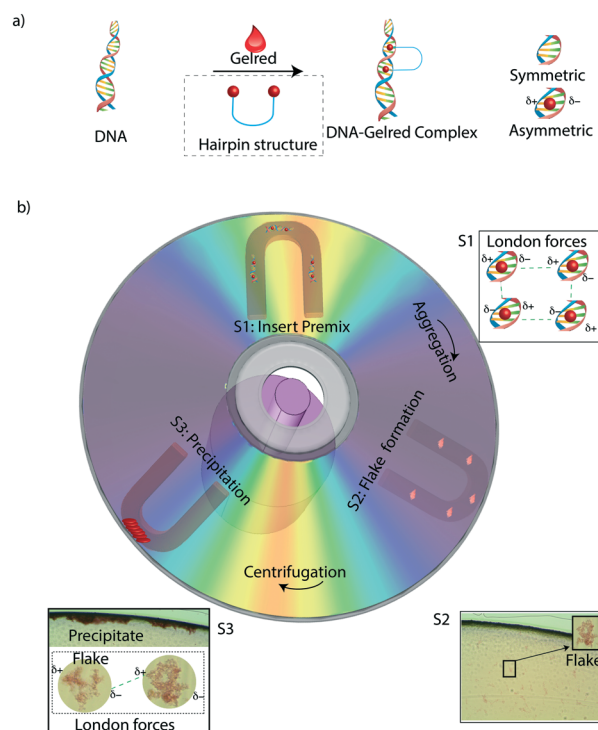 a)
Gelred
DNA
Hairpin structure
DNA-Gelred Complex
Symmetric
δ+ δ−
Asymmetric
b)
S1
London forces
δ+ δ− δ+ δ−
δ− δ+ δ− δ+
S1: Insert Premix
Aggregation
S2: Flake formation
S3: Precipitation
Centrifugation
S3
Precipitate
Flake
δ+ δ− δ+ δ−
London forces
S2
Flake